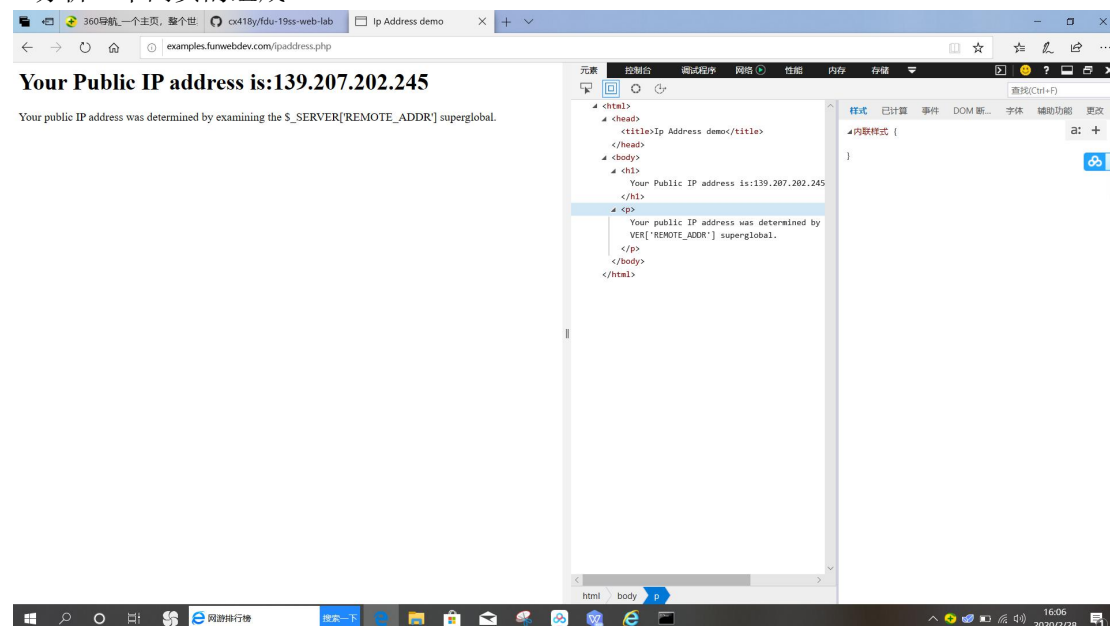 360导航_一个主页，整个世
cx418y/fdu-19ss-web-lab
Ip Address demo
examples.funwebdev.com/ipaddress.php
Your Public IP address is:139.207.202.245
Your public IP address was determined by examining the $_SERVER['REMOTE_ADDR'] superglobal.
元素 控制台 调试程序 网络 性能 内存 存储
查找(Ctrl+F)
<html>
<head>
<title>Ip Address demo</title>
</head>
<body>
<h1>
Your Public IP address is:139.207.202.245
</h1>
<p>
Your public IP address was determined by
VER['REMOTE_ADDR'] superglobal.
</p>
</body>
</html>
样式 已计算 事件 DOM 断... 字体 辅助功能 更改
内联样式 {
a: +
}
html body p
网游排行榜 搜索一下
16:06